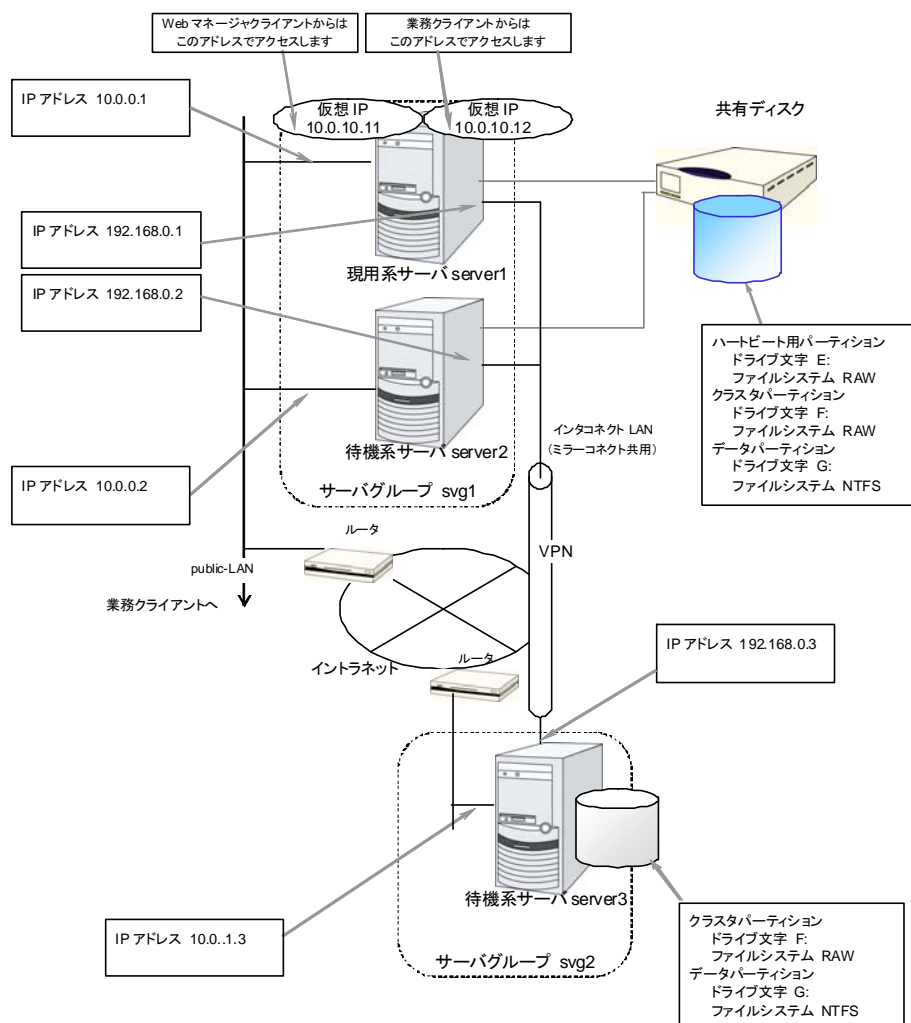 Web マネージャクライアントからは
このアドレスでアクセスします
業務クライアントからは
このアドレスでアクセスします
IP アドレス 10.0.0.1
仮想 IP
10.0.10.11
仮想 IP
10.0.10.12
共有ディスク
IP アドレス 192.168.0.1
現用系サーバ server1
IP アドレス 192.168.0.2
ハートビート用パーティション
ドライブ文字 E:
ファイルシステム RAW
クラスタパーティション
ドライブ文字 F:
ファイルシステム RAW
データパーティション
ドライブ文字 G:
ファイルシステム NTFS
インタコネクト LAN
（ミラーコネクト共用）
待機系サーバ server2
IP アドレス 10.0.0.2
サーバグループ svg1
ルータ
VPN
public-LAN
業務クライアントへ
イントラネット
ルータ
IP アドレス 192.168.0.3
待機系サーバ server3
IP アドレス 10.0..1.3
サーバグループ svg2
クラスタパーティション
ドライブ文字 F:
ファイルシステム RAW
データパーティション
ドライブ文字 G:
ファイルシステム NTFS